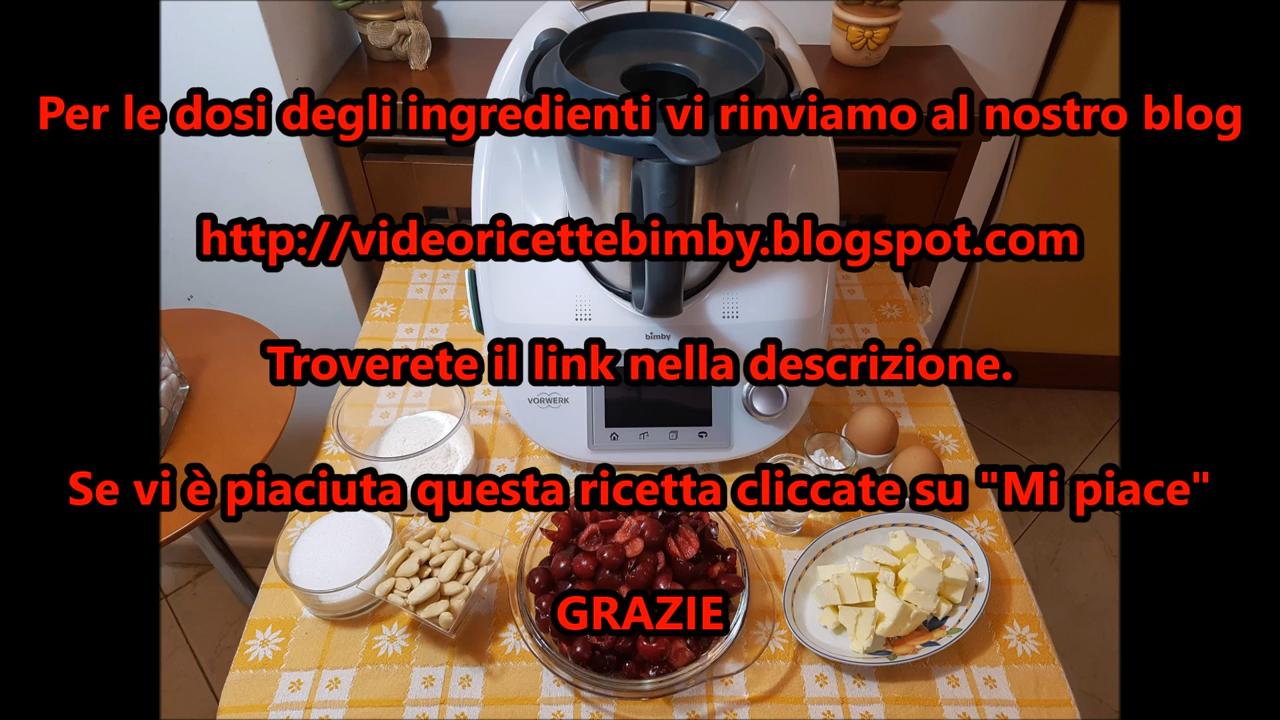 Per le dosi degli ingredienti vi rinviamo al nostro blog
http://videoricettebimby.blogspot.com
bimby
Troverete il link nella descrizione.
VORWERK
Se vi è piaciuta questa ricetta cliccate su "Mi piace"
GRAZIE